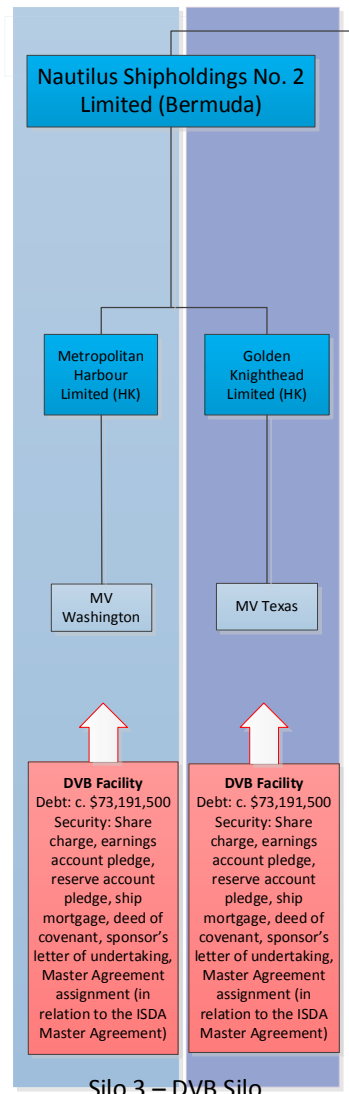 Nautilus Shipholdings No. 2
Limited (Bermuda)
Metropolitan
Harbour
Limited (HK)
Golden
Knighthead
Limited (HK)
MV
Washington
MV Texas
DVB Facility
Debt: c. $73,191,500
Security: Share
charge, earnings
account pledge,
reserve account
pledge, ship
mortgage, deed of
covenant, sponsor's
letter of undertaking,
Master Agreement
assignment (in
relation to the ISDA
Master Agreement)
DVB Facility
Debt: c. $73,191,500
Security: Share
charge, earnings
account pledge,
reserve account
pledge, ship
mortgage, deed of
covenant, sponsor's
letter of undertaking,
Master Agreement
assignment (in
relation to the ISDA
Master Agreement)
Silo 3 – DVB Silo